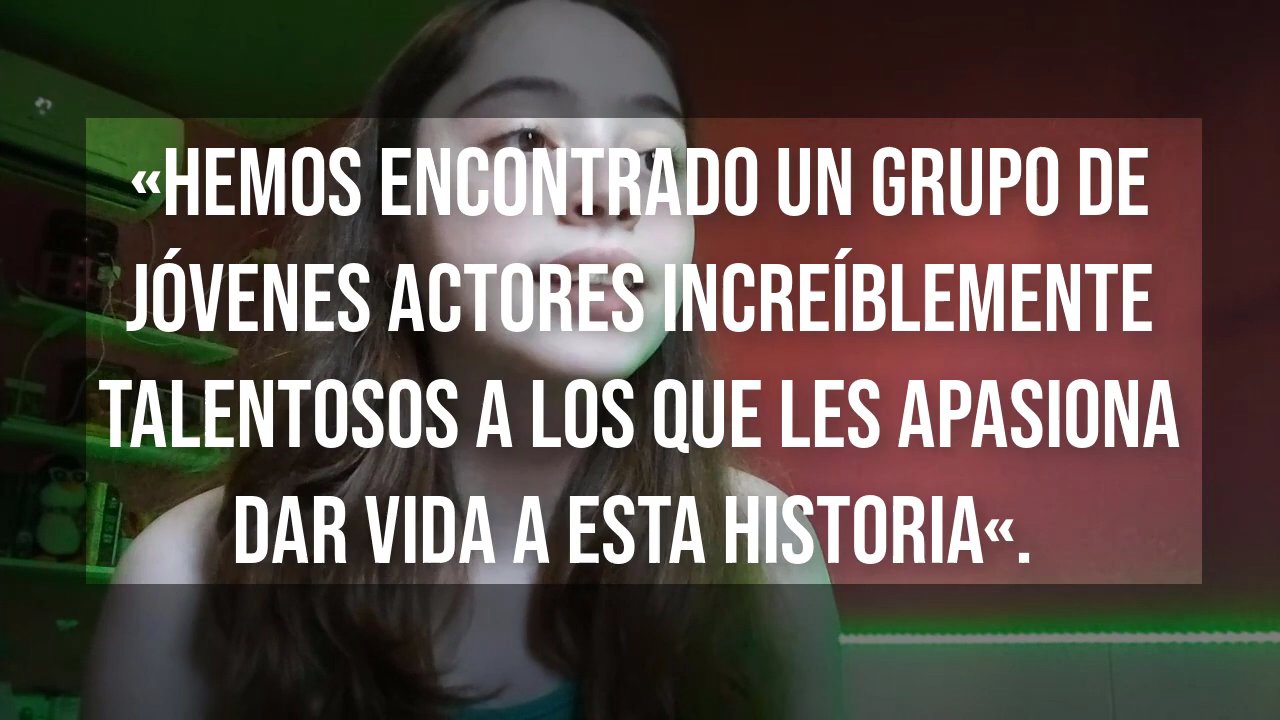 «HEMOS ENCONTRADO UN GRUPO DE
JÓVENES ACTORES INCREÍBLEMENTE
TALENTOSOS A LOS QUE LES APASIONA
DAR VIDA A ESTA HISTORIA«.